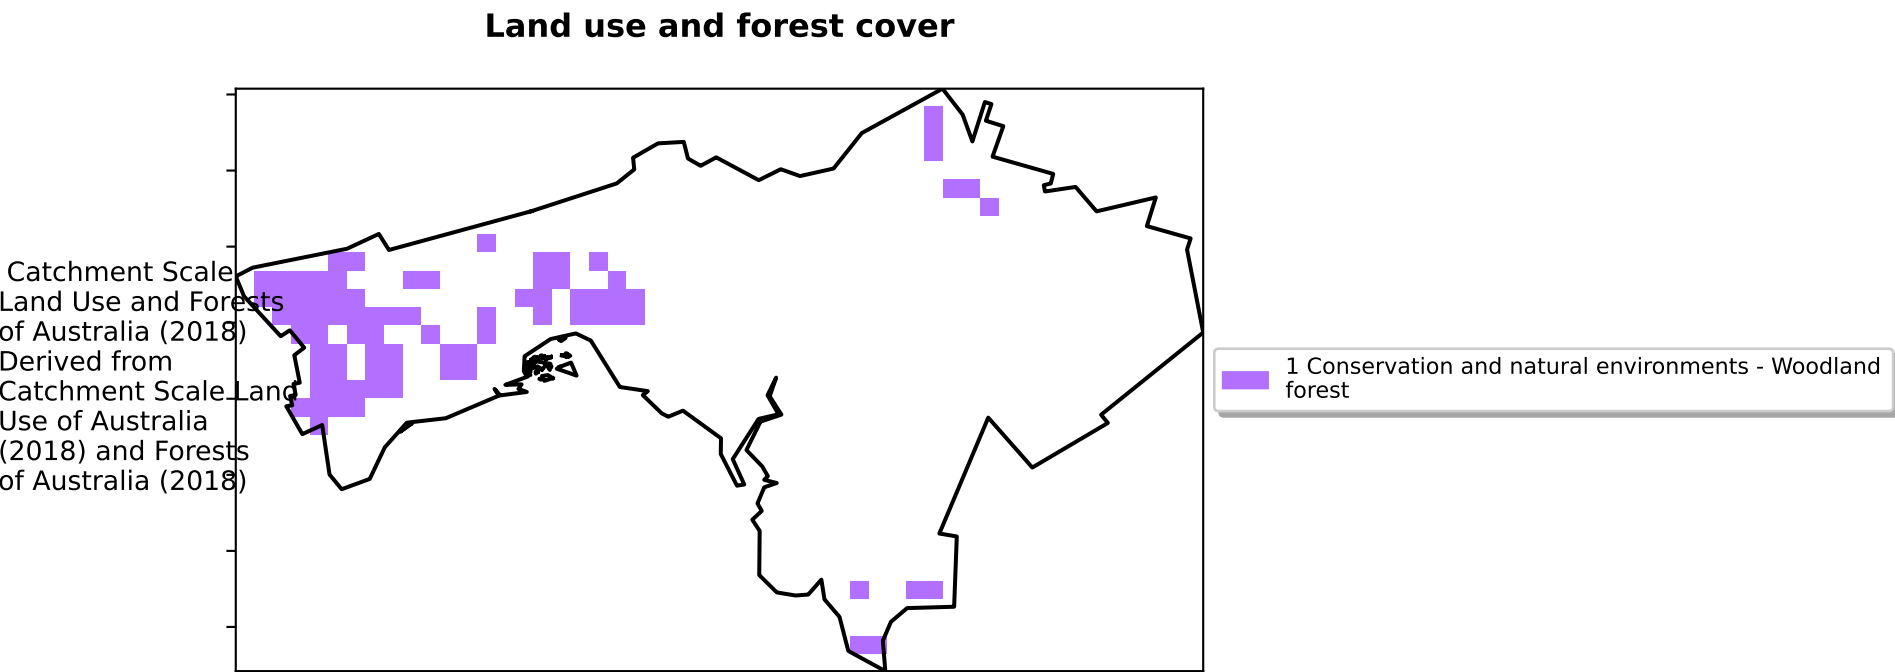 Land use and forest cover
Catchment Scale
Land Use and Forests
of Australia (2018)
Derived from
Catchment Scale Land
Use of Australia
(2018) and Forests
of Australia (2018)
1 Conservation and natural environments - Woodland
forest